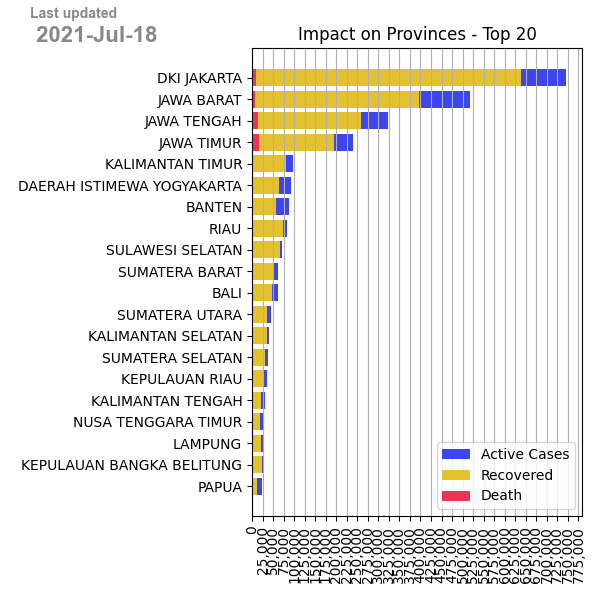 Last updated
2021-Jul-18
Impact on Provinces - Top 20
DKI JAKARTA
JAWA BARAT
JAWA TENGAH
JAWA TIMUR
KALIMANTAN TIMUR
DAERAH ISTIMEWA YOGYAKARTA
BANTEN
RIAU
SULAWESI SELATAN
SUMATERA BARAT
BALI
SUMATERA UTARA
KALIMANTAN SELATAN
SUMATERA SELATAN
KEPULAUAN RIAU
KALIMANTAN TENGAH
NUSA TENGGARA TIMUR
LAMPUNG
KEPULAUAN BANGKA BELITUNG
PAPUA
Active Cases
Recovered
Death
0
25,000
50,000
75,000
100,000
125,000
150,000
175,000
200,000
225,000
250,000
275,000
300,000
325,000
350,000
375,000
400,000
425,000
450,000
475,000
500,000
525,000
550,000
575,000
600,000
625,000
650,000
675,000
700,000
725,000
750,000
775,000